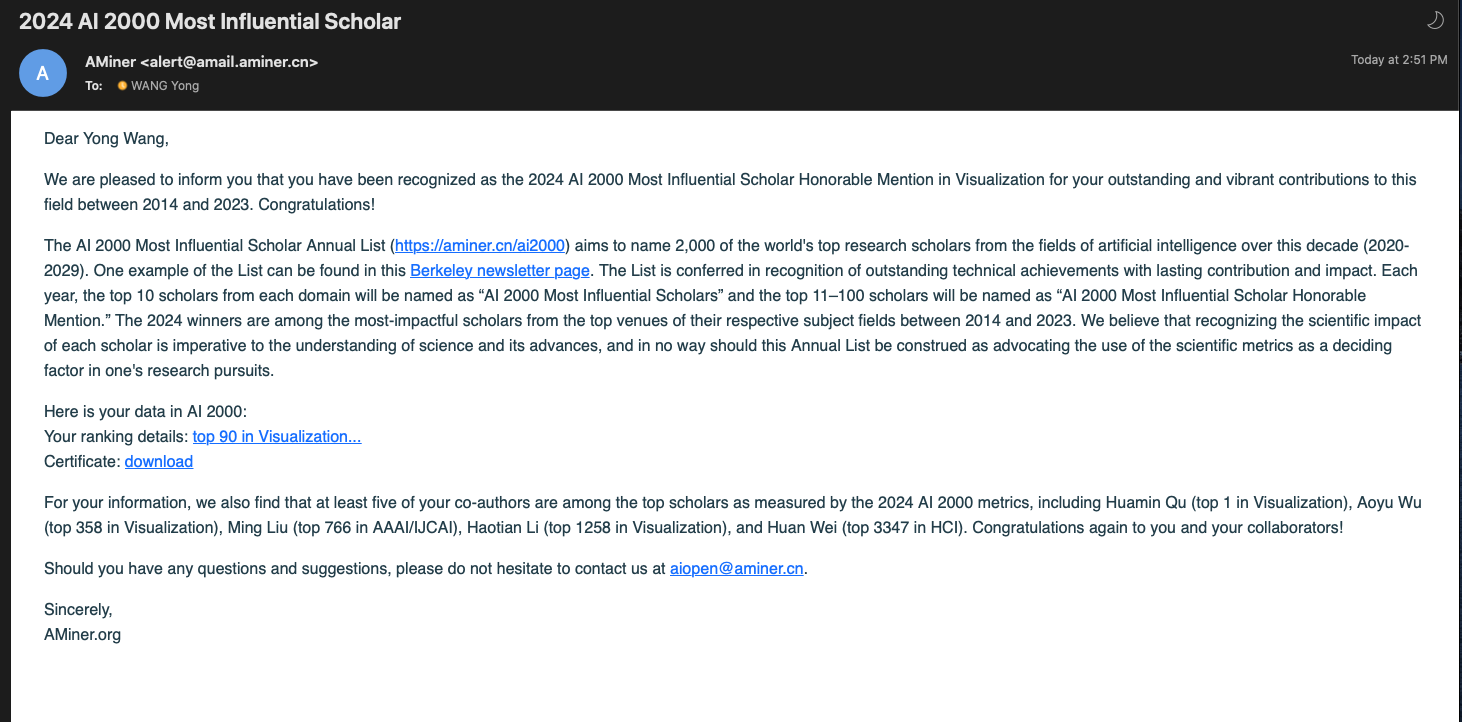 2024 AI 2000 Most Influential Scholar
A
AMiner <alert@amail.aminer.cn>
Today at 2:51 PM
To: WANG Yong
Dear Yong Wang,
We are pleased to inform you that you have been recognized as the 2024 AI 2000 Most Influential Scholar Honorable Mention in Visualization for your outstanding and vibrant contributions to this
field between 2014 and 2023. Congratulations!
The AI 2000 Most Influential Scholar Annual List (https://aminer.cn/ai2000) aims to name 2,000 of the world's top research scholars from the fields of artificial intelligence over this decade (2020-
2029). One example of the List can be found in this Berkeley newsletter page. The List is conferred in recognition of outstanding technical achievements with lasting contribution and impact. Each
year, the top 10 scholars from each domain will be named as “AI 2000 Most Influential Scholars” and the top 11–100 scholars will be named as “AI 2000 Most Influential Scholar Honorable
Mention.” The 2024 winners are among the most-impactful scholars from the top venues of their respective subject fields between 2014 and 2023. We believe that recognizing the scientific impact
of each scholar is imperative to the understanding of science and its advances, and in no way should this Annual List be construed as advocating the use of the scientific metrics as a deciding
factor in one's research pursuits.
Here is your data in AI 2000:
Your ranking details: top 90 in Visualization...
Certificate: download
For your information, we also find that at least five of your co-authors are among the top scholars as measured by the 2024 AI 2000 metrics, including Huamin Qu (top 1 in Visualization), Aoyu Wu
(top 358 in Visualization), Ming Liu (top 766 in AAAI/IJCAI), Haotian Li (top 1258 in Visualization), and Huan Wei (top 3347 in HCI). Congratulations again to you and your collaborators!
Should you have any questions and suggestions, please do not hesitate to contact us at aiopen@aminer.cn.
Sincerely,
AMiner.org